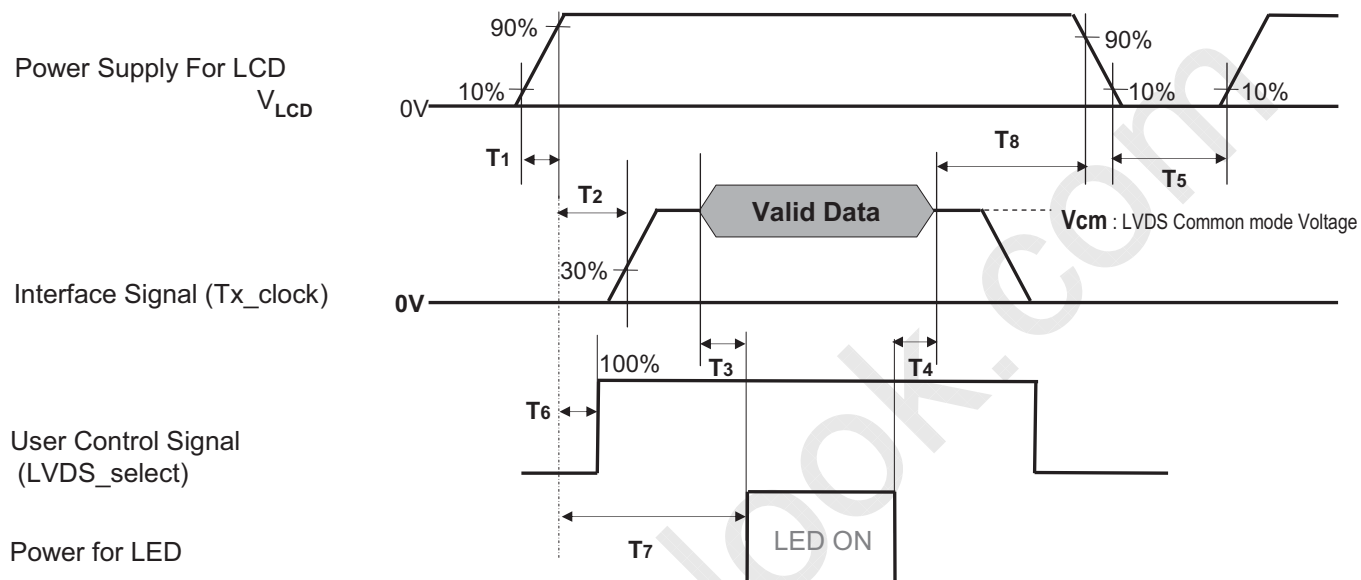 90%
90%
Power Supply For LCD
VLCD
10%
10%
10%
0V
T1
T8
T2
T5
Valid Data
Vcm : LVDS Common mode Voltage
30%
Interface Signal (Tx_clock)
0V
100%
T3
T4
T6
User Control Signal
(LVDS_select)
T7
LED ON
Power for LED
look.com